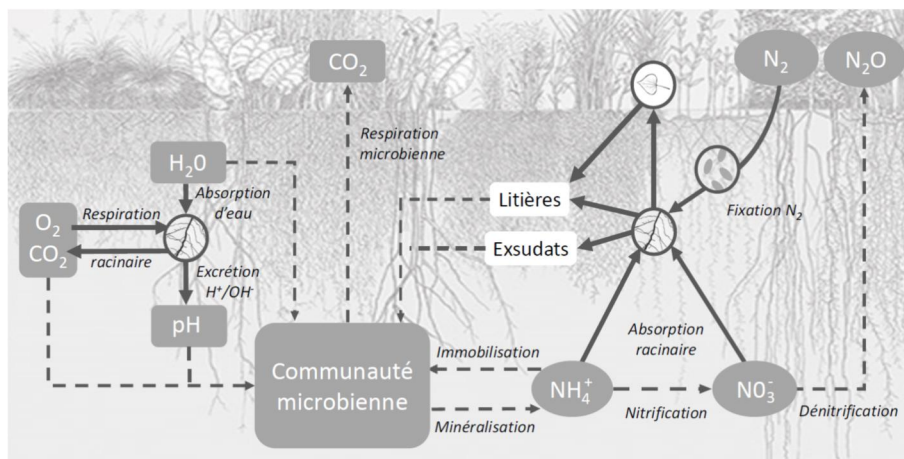 CO₂
N₂
N₂O
Respiration
microbienne
H₂0
Absorption
d'eau
Litières
Fixation N₂
Respiration
O₂
CO₂
racinaire
Exsudats
Excrétion
H⁺/OH⁻
pH
Absorption
racinaire
Communauté
microbienne
Immobilisation
NH₄⁺
N0₃⁻
Nitrification
Dénitrification
Minéralisation